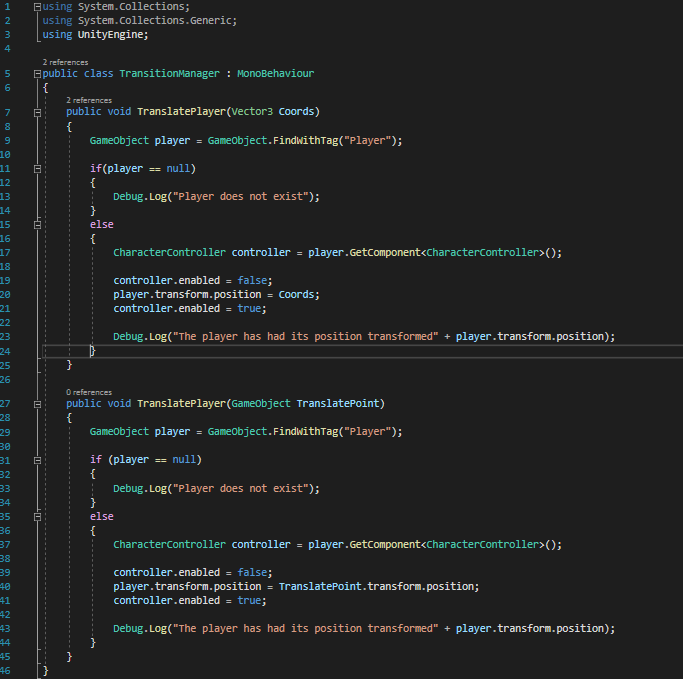 1 using System.Collections;
2 using System.Collections.Generic;
3 using UnityEngine;
4
2 references
5 public class TransitionManager : MonoBehaviour
6 {
2 references
7 public void TranslatePlayer(Vector3 Coords)
8 {
9 GameObject player = GameObject.FindWithTag("Player");
10
11 if(player == null)
12 {
13 Debug.Log("Player does not exist");
14 }
15 else
16 {
17 CharacterController controller = player.GetComponent<CharacterController>();
18
19 controller.enabled = false;
20 player.transform.position = Coords;
21 controller.enabled = true;
22
23 Debug.Log("The player has had its position transformed" + player.transform.position);
24 }
25 }
26
0 references
27 public void TranslatePlayer(GameObject TranslatePoint)
28 {
29 GameObject player = GameObject.FindWithTag("Player");
30
31 if (player == null)
32 {
33 Debug.Log("Player does not exist");
34 }
35 else
36 {
37 CharacterController controller = player.GetComponent<CharacterController>();
38
39 controller.enabled = false;
40 player.transform.position = TranslatePoint.transform.position;
41 controller.enabled = true;
42
43 Debug.Log("The player has had its position transformed" + player.transform.position);
44 }
45 }
46 }